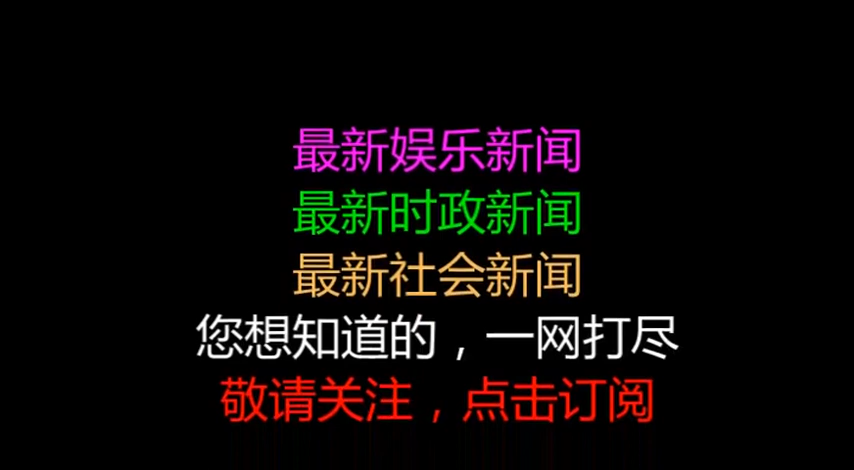 最新娱乐新闻
最新时政新闻
最新社会新闻
您想知道的，一网打尽
敬请关注，点击订阅